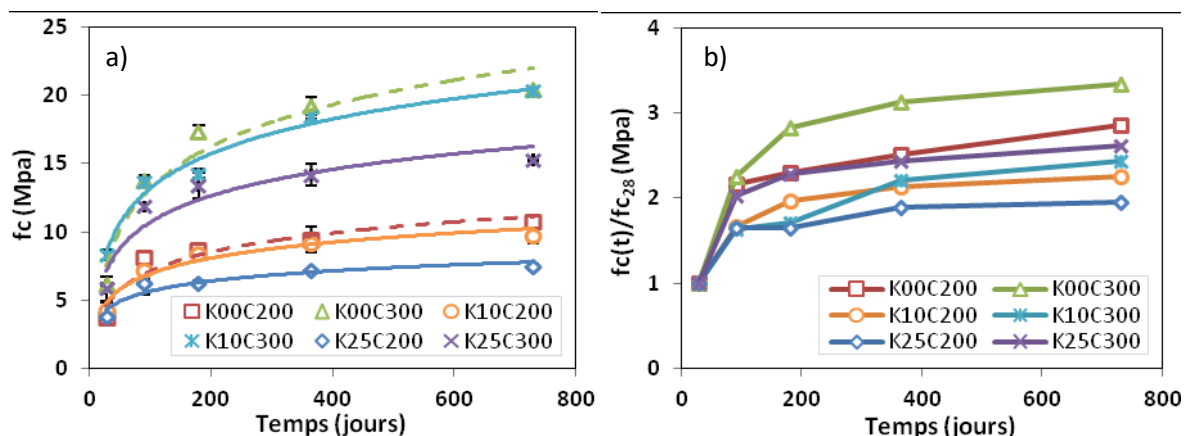 a)
fc (Mpa)
25
20
15
10
5
0
K00C200 K00C300 K10C200
K10C300 K25C200 K25C300
0 200 400 600 800
Temps (jours)
b)
fc(t)/fc28 (Mpa)
4
3
2
1
0
K00C200 K00C300
K10C200 K10C300
K25C200 K25C300
0 200 400 600 800
Temps (jours)